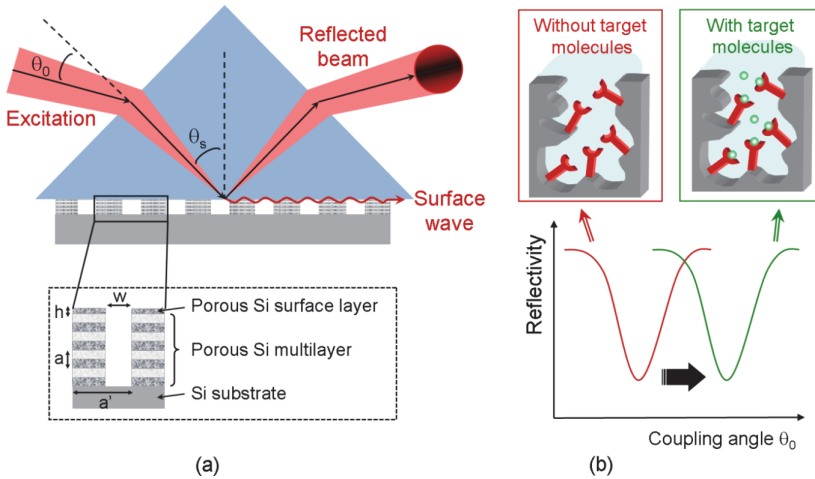 θ0
Excitation
θs
Reflected
beam
Surface
wave
h
w
a
a'
Porous Si surface layer
Porous Si multilayer
Si substrate
(a)
Without target
molecules
With target
molecules
Reflectivity
Coupling angle θ0
(b)